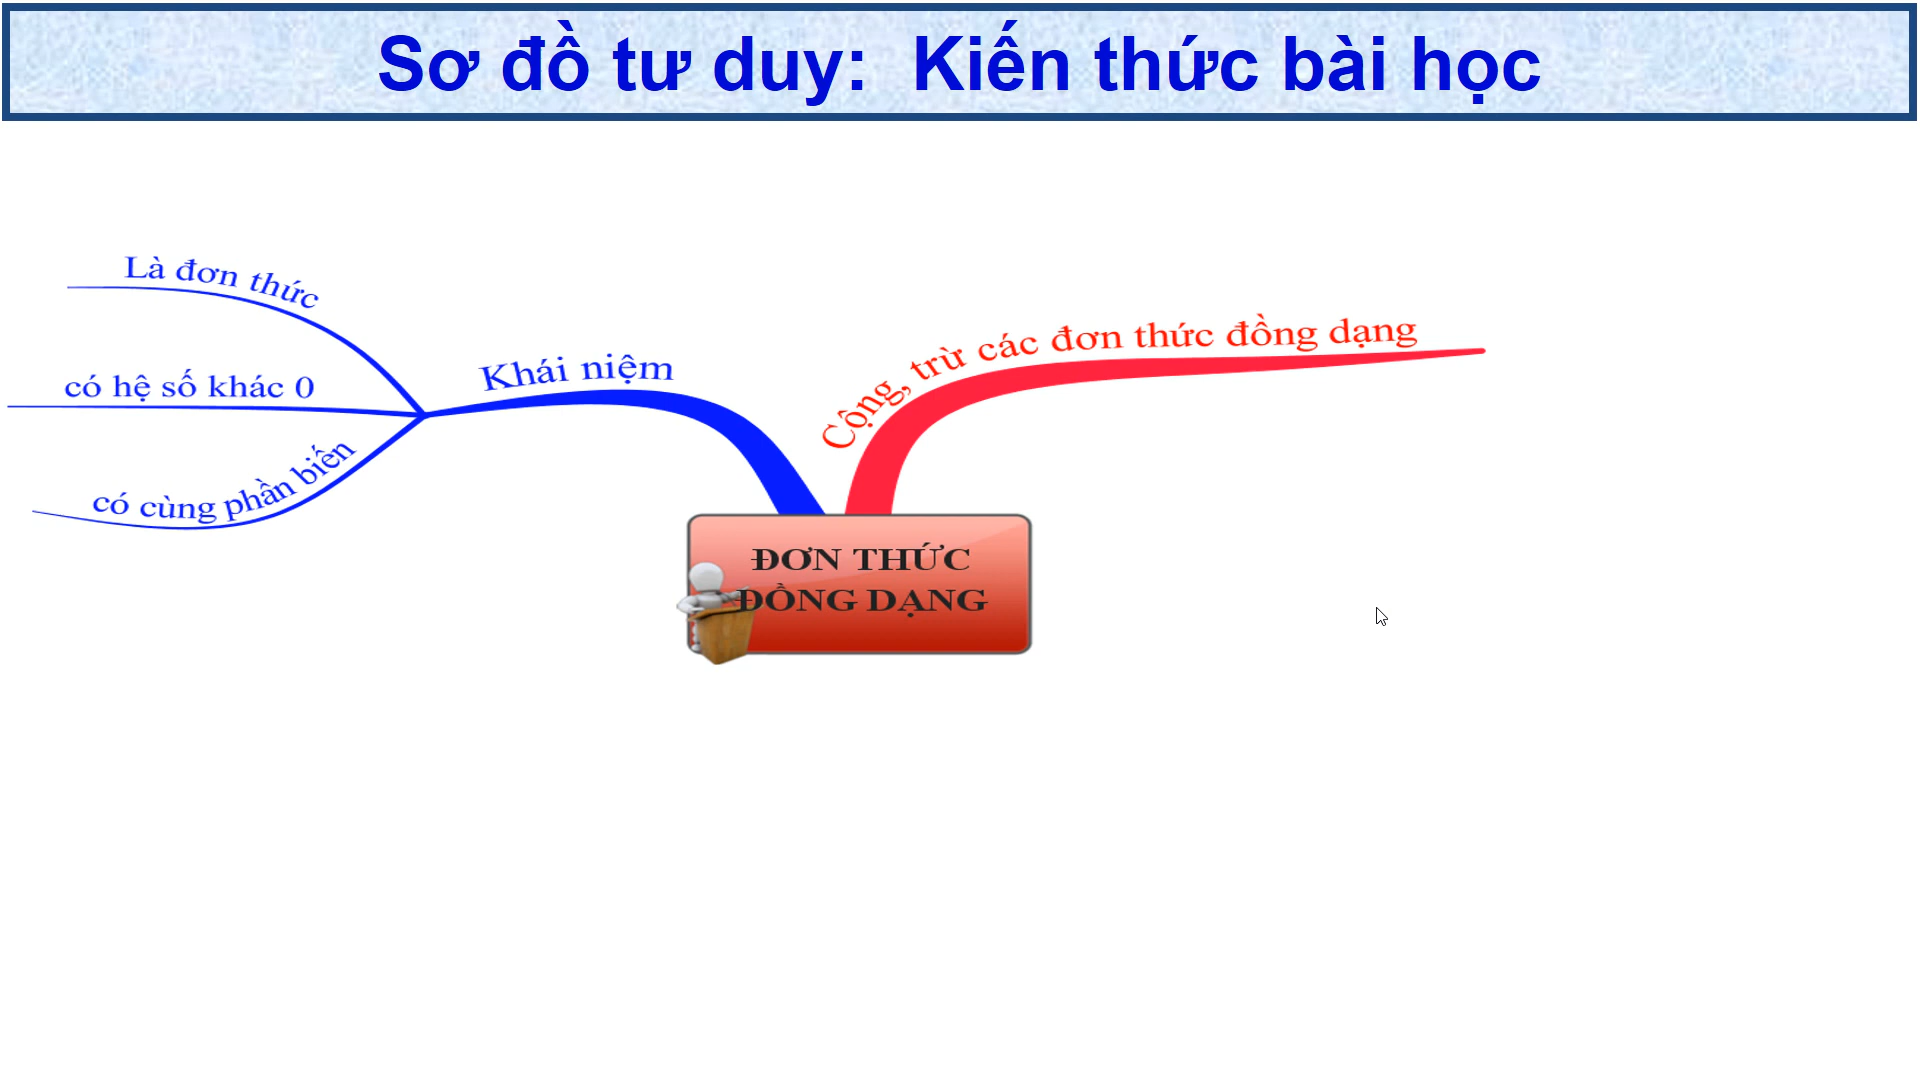 Sơ đồ tư duy: Kiến thức bài học
Là đơn thức
có hệ số khác 0
có cùng phần biến
Khái niệm
Cộng, trừ các đơn thức đồng dạng
ĐƠN THỨC
ĐỒNG DẠNG